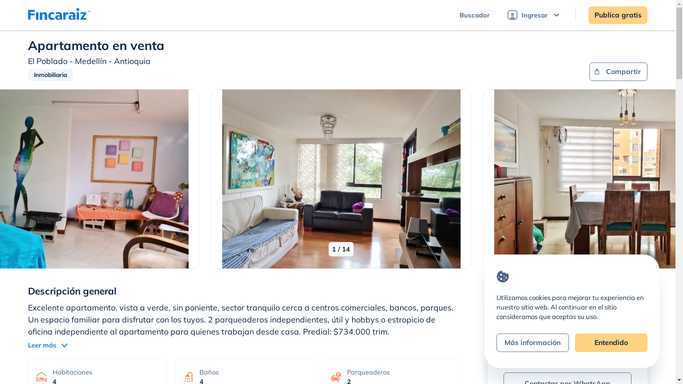 Fincaraiz
Buscador
Ingresar
Publica gratis
Apartamento en venta
El Poblado - Medellín - Antioquia
Inmobiliaria
Compartir
1 / 14
Descripción general
Excelente apartamento, vista a verde, sin poniente, sector tranquilo cerca a centros comerciales, bancos, parques.
Un espacio familiar para disfrutar con los tuyos. 2 parqueaderos independientes, útil y hobbys o estropicio de
oficina independiente al apartamento para quienes trabajan desde casa. Predial: $734.000 trim.
Leer más
Habitaciones
4
Baños
4
Parqueaderos
2
Utilizamos cookies para mejorar tu experiencia en
nuestro sitio web. Al continuar en el sitio
consideramos que aceptas su uso.
Más información
Entendido
Contactar por WhatsApp